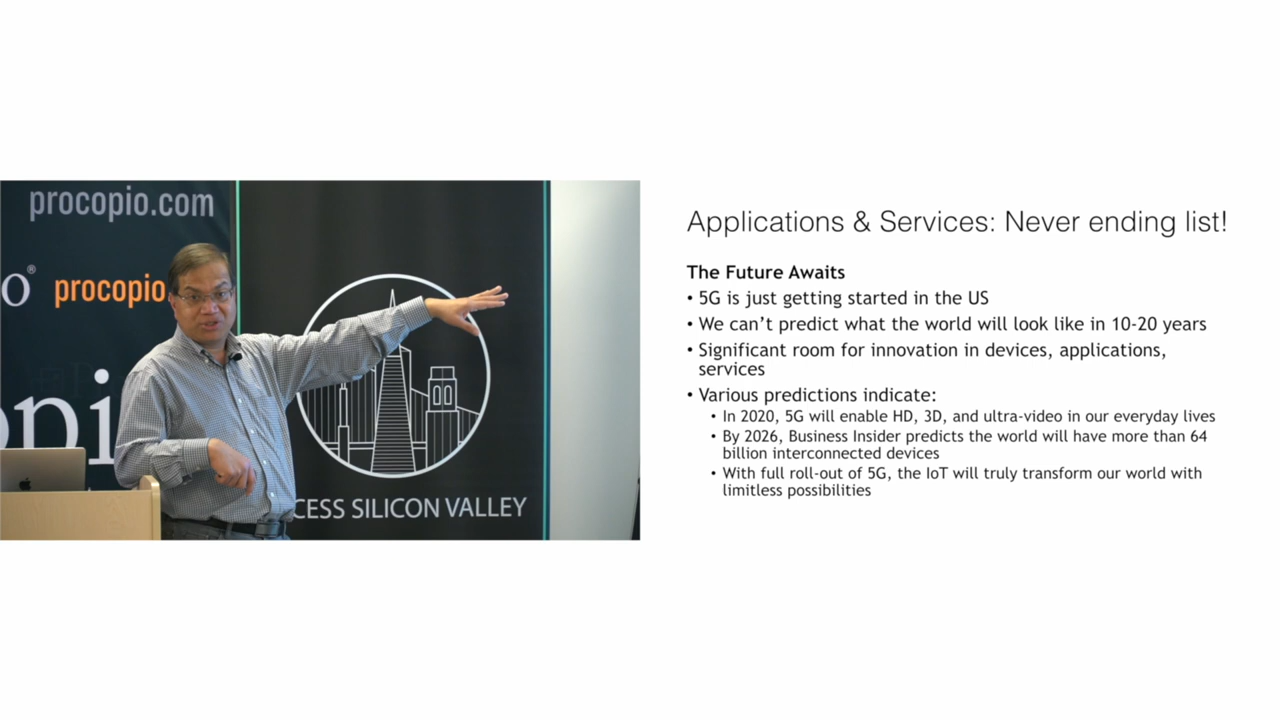 procopio.com
o®
procopio
opi
CESS SILICON VALLEY
Applications & Services: Never ending list!
The Future Awaits
• 5G is just getting started in the US
• We can’t predict what the world will look like in 10-20 years
• Significant room for innovation in devices, applications,
services
• Various predictions indicate:
• In 2020, 5G will enable HD, 3D, and ultra-video in our everyday lives
• By 2026, Business Insider predicts the world will have more than 64
billion interconnected devices
• With full roll-out of 5G, the IoT will truly transform our world with
limitless possibilities